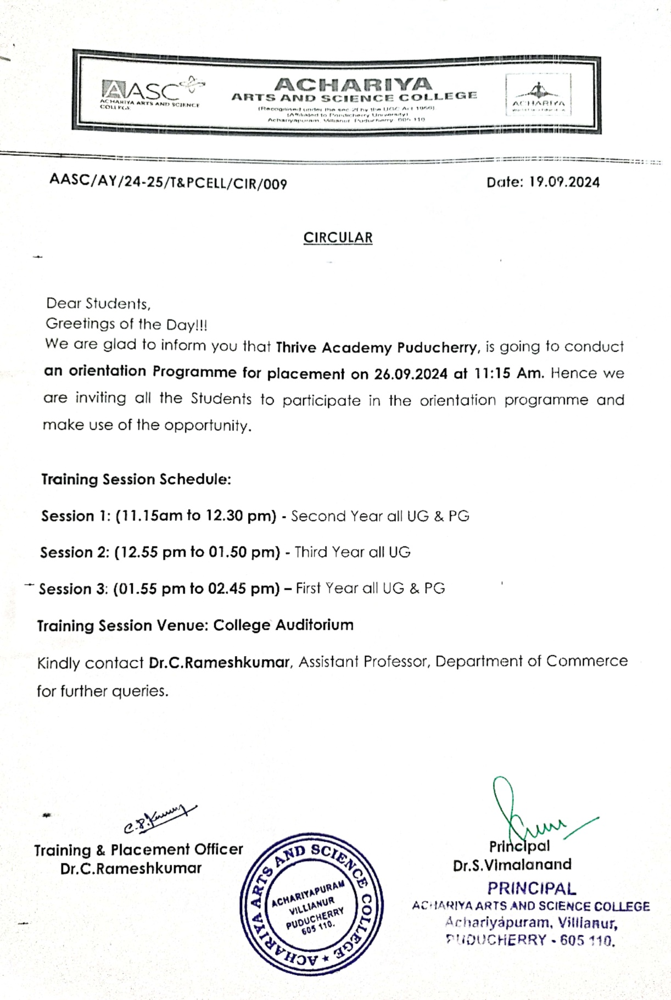 AASC
ACHARIYA ARTS AND SCIENCE
COLLEGE
ACHARIYA
ARTS AND SCIENCE COLLEGE
(Recognised under the sec 2f by the UGC Act 1956)
(Affiliated to Pondicherry University)
Achariyapuram, Villianur, Puducherry 605 110
ACHARIYA
AASC/AY/24-25/T&PCELL/CIR/009
Date: 19.09.2024
CIRCULAR
Dear Students,
Greetings of the Day!!!
We are glad to inform you that Thrive Academy Puducherry, is going to conduct
an orientation Programme for placement on 26.09.2024 at 11:15 Am. Hence we
are inviting all the Students to participate in the orientation programme and
make use of the opportunity.
Training Session Schedule:
Session 1: (11.15am to 12.30 pm) - Second Year all UG & PG
Session 2: (12.55 pm to 01.50 pm) - Third Year all UG
Session 3: (01.55 pm to 02.45 pm) – First Year all UG & PG
Training Session Venue: College Auditorium
Kindly contact Dr.C.Rameshkumar, Assistant Professor, Department of Commerce
for further queries.
Training & Placement Officer
Dr.C.Rameshkumar
ACHARIYA ARTS AND SCIENCE COLLEGE ★
ACHARIYAPURAM
VILLIANUR
PUDUCHERRY
605 110.
Principal
Dr.S.Vimalanand
PRINCIPAL
ACHARIYA ARTS AND SCIENCE COLLEGE
Achariyapuram, Villianur,
PUDUCHERRY - 605 110.